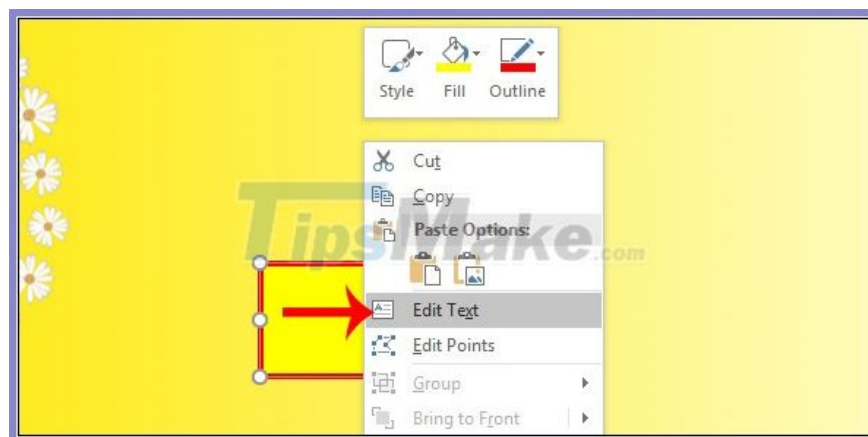 Style Fill Outline
Cut
Copy
TipsMake.com
Paste Options:
Edit Text
Edit Points
Group
Bring to Front